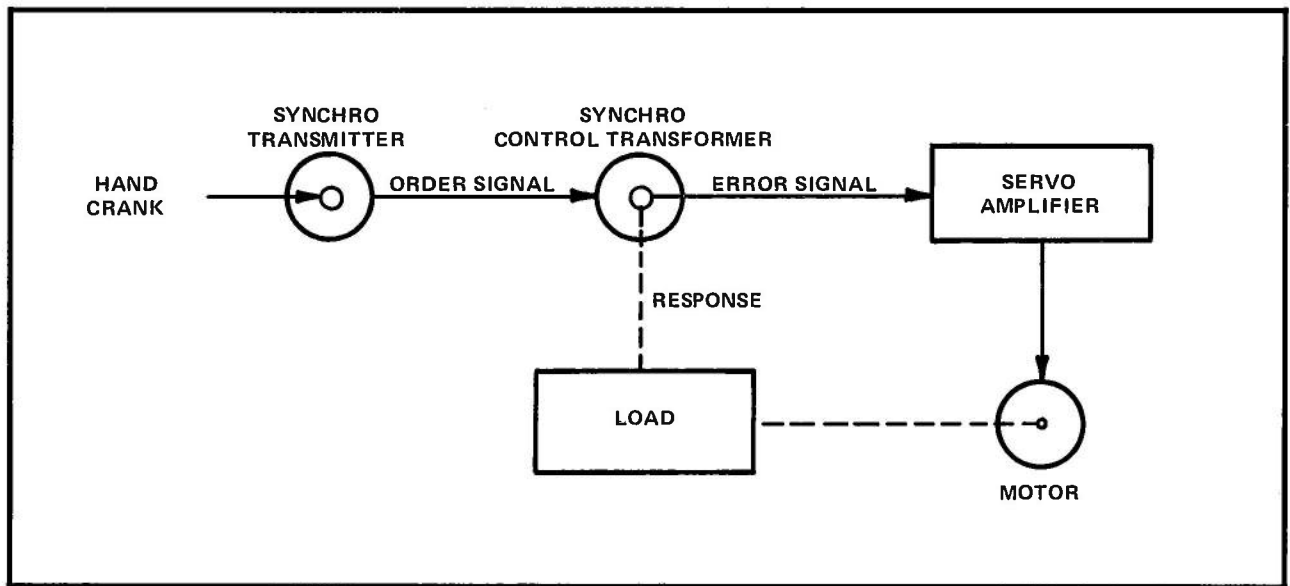 SYNCHRO
TRANSMITTER
SYNCHRO
CONTROL TRANSFORMER
HAND
CRANK
ORDER SIGNAL
ERROR SIGNAL
SERVO
AMPLIFIER
RESPONSE
LOAD
MOTOR